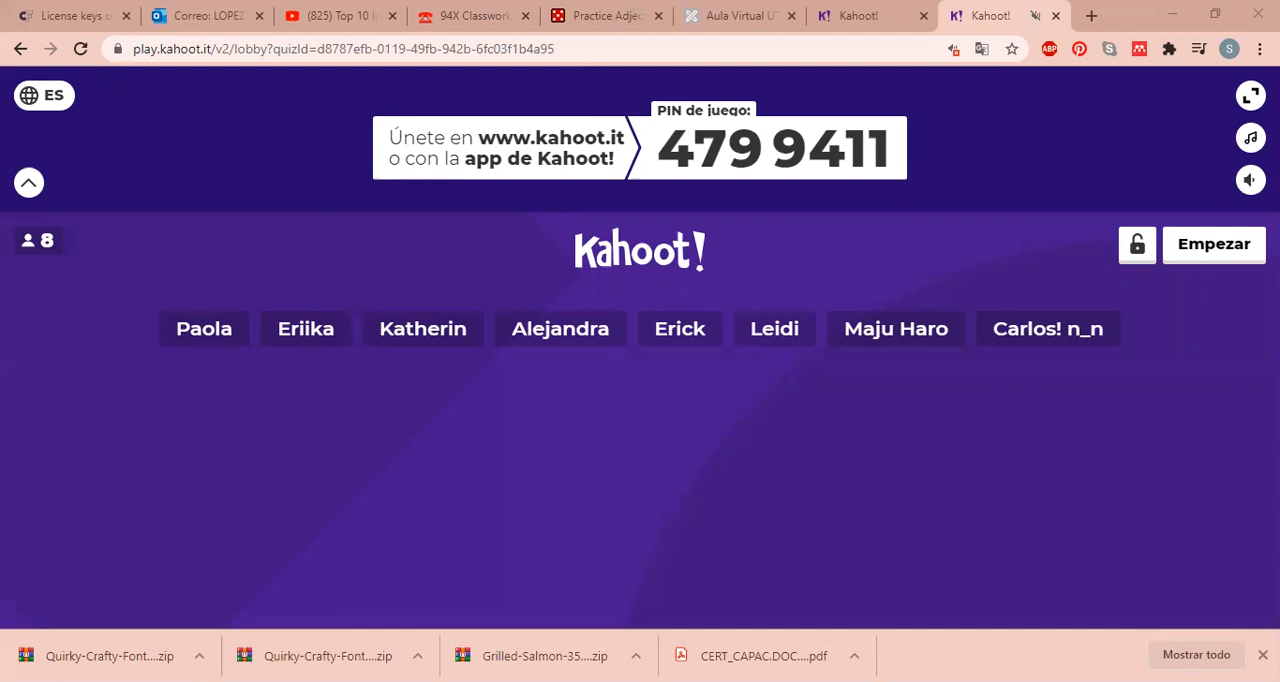 License keys o
Correo: LOPEZ
(825) Top 10 I
94X Classwork
Practice Adjec
Aula Virtual U
Kahoot!
Kahoot!
play.kahoot.it/v2/lobby?quizId=d8787efb-0119-49fb-942b-6fc03f1b4a95
ABP
S
ES
PIN de juego:
Únete en www.kahoot.it
o con la app de Kahoot!
479 9411
8
Kahoot!
Empezar
Paola
Eriika
Katherin
Alejandra
Erick
Leidi
Maju Haro
Carlos! n_n
Quirky-Crafty-Font....zip
Quirky-Crafty-Font....zip
Grilled-Salmon-35....zip
CERT_CAPAC.DOC....pdf
Mostrar todo